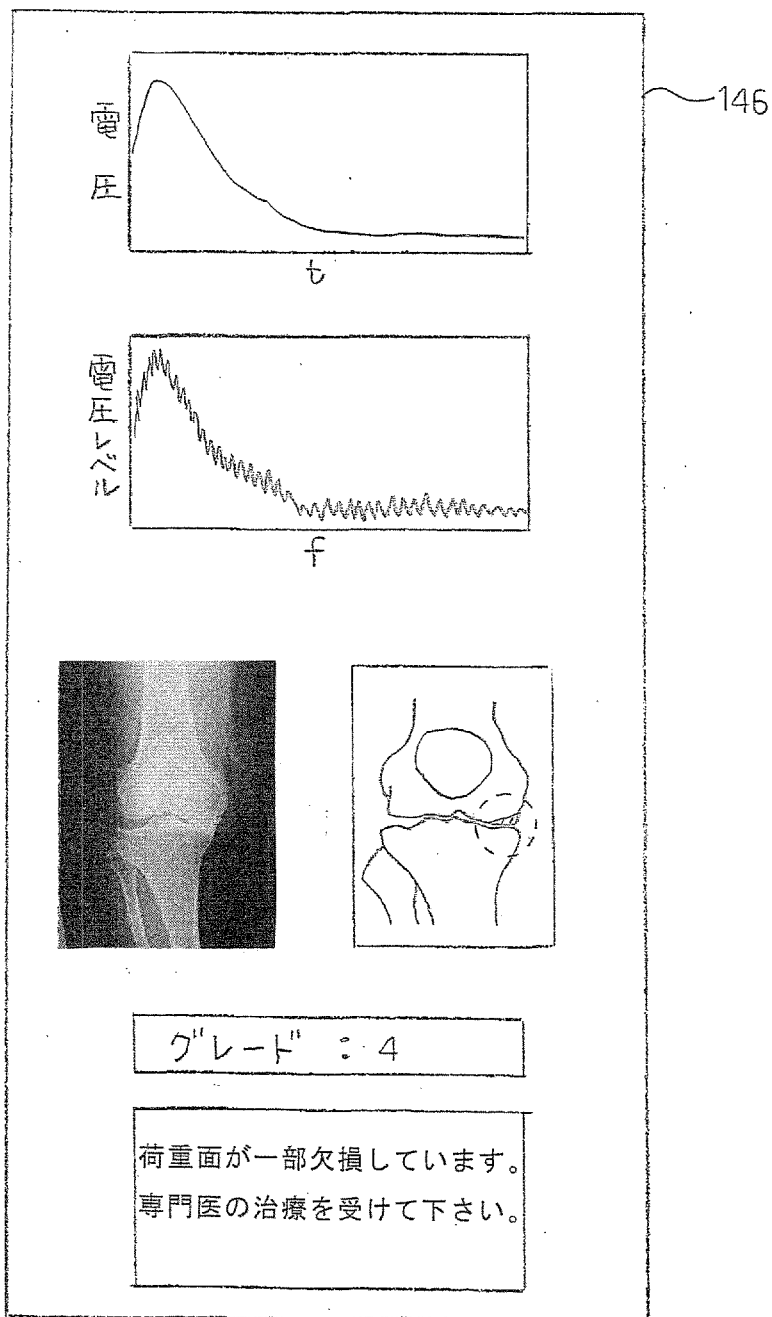 146
電圧
t
電圧レベル
f
グレード : 4
荷重面が一部欠損しています。
専門医の治療を受けて下さい。